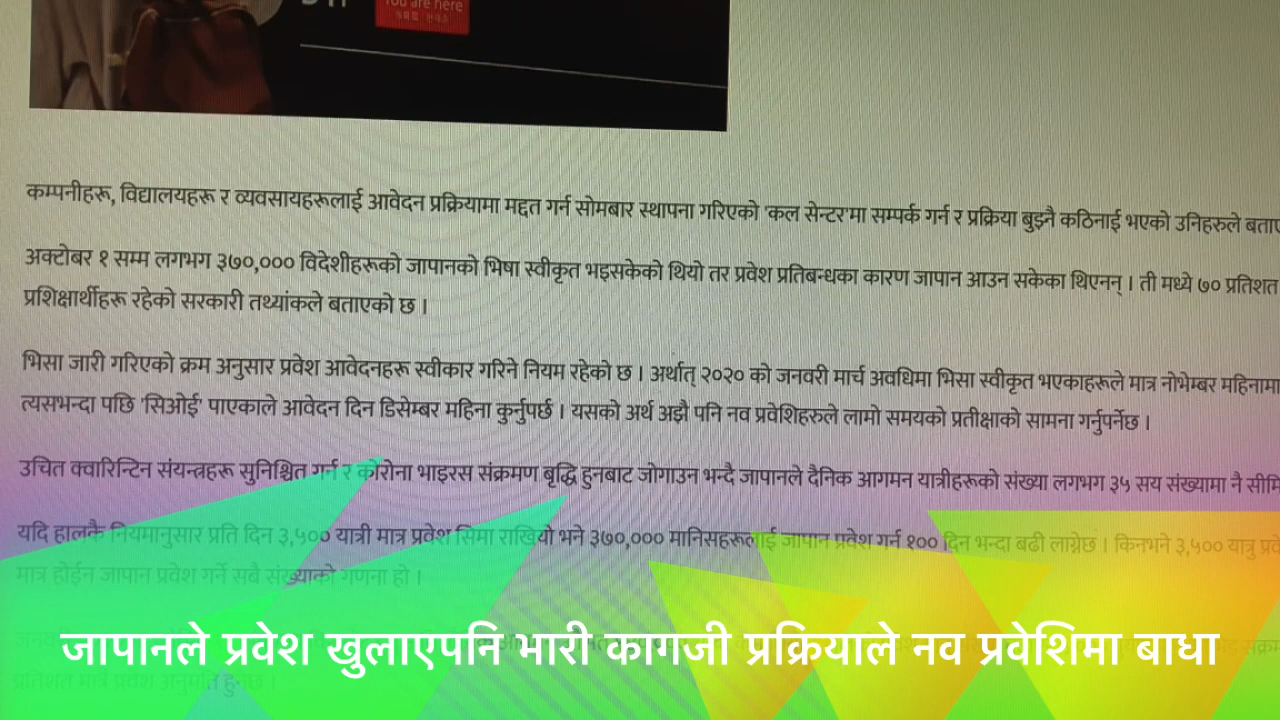 You are here
कम्पनीहरू, विद्यालयहरू र व्यवसायहरूलाई आवेदन प्रक्रियामा मद्दत गर्न सोमबार स्थापना गरिएको 'कल सेन्टर'मा सम्पर्क गर्न र प्रक्रिया बुझ्नै कठिनाई भएको उनिहरुले
अक्टोबर १ सम्म लगभग ३७०,००० विदेशीहरूको जापानको भिषा स्वीकृत भइसकेको थियो तर प्रवेश प्रतिबन्धका कारण जापान आउन सकेका थिएनन् । ती मध्ये ७० प्रतिशत
प्रशिक्षार्थीहरू रहेको सरकारी तथ्यांकले बताएको छ ।
भिसा जारी गरिएको क्रम अनुसार प्रवेश आवेदनहरू स्वीकार गरिने नियम रहेको छ । अर्थात् २०२० को जनवरी मार्च अवधिमा भिसा स्वीकृत भएकाहरूले मात्र नोभेम्बर महिनामा
त्यसभन्दा पछि 'सिओई' पाएकाले आवेदन दिन डिसेम्बर महिना कुर्नुपर्छ । यसको अर्थ अझै पनि नव प्रवेशिहरुले लामो समयको प्रतीक्षाको सामना गर्नुपर्नेछ ।
उचित क्वारिन्टिन संयन्त्रहरू सुनिश्चित गर्न र कोरोना भाइरस संक्रमण बृद्धि हुनबाट जोगाउन भन्दै जापानले दैनिक आगमन यात्रीहरूको संख्या लगभग ३५ सय संख्यामा नै
यदि हालकै नियमानुसार प्रति दिन ३,५०० यात्री मात्र प्रवेश सिमा राखियो भने ३७०,००० मानिसहरूलाई जापान प्रवेश गर्न १०० दिन भन्दा बढी लाग्नेछ । किनभने ३,५०० यात्रु
मात्र होईन जापान प्रवेश गर्ने सबै संख्याको गणना हो ।
जापानले प्रवेश खुलाएपनि भारी कागजी प्रक्रियाले नव प्रवेशिमा बाधा
प्रतिशत मात्र प्रवेश अनुमति हुनेछ ।